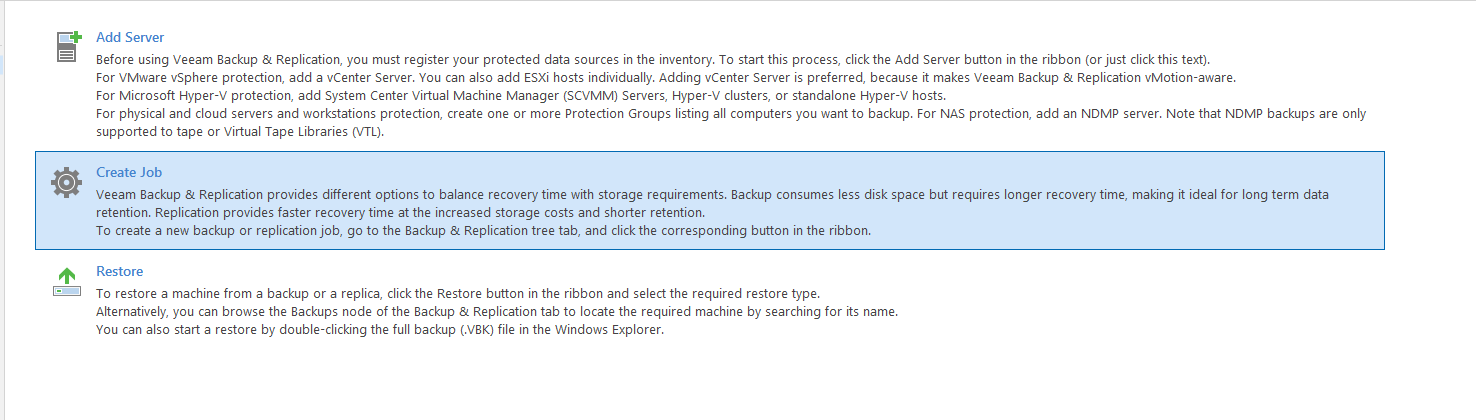 Add Server
Before using Veeam Backup & Replication, you must register your protected data sources in the inventory. To start this process, click the Add Server button in the ribbon (or just click this text).
For VMware vSphere protection, add a vCenter Server. You can also add ESXi hosts individually. Adding vCenter Server is preferred, because it makes Veeam Backup & Replication vMotion-aware.
For Microsoft Hyper-V protection, add System Center Virtual Machine Manager (SCVMM) Servers, Hyper-V clusters, or standalone Hyper-V hosts.
For physical and cloud servers and workstations protection, create one or more Protection Groups listing all computers you want to backup. For NAS protection, add an NDMP server. Note that NDMP backups are only
supported to tape or Virtual Tape Libraries (VTL).
Create Job
Veeam Backup & Replication provides different options to balance recovery time with storage requirements. Backup consumes less disk space but requires longer recovery time, making it ideal for long term data
retention. Replication provides faster recovery time at the increased storage costs and shorter retention.
To create a new backup or replication job, go to the Backup & Replication tree tab, and click the corresponding button in the ribbon.
Restore
To restore a machine from a backup or a replica, click the Restore button in the ribbon and select the required restore type.
Alternatively, you can browse the Backups node of the Backup & Replication tab to locate the required machine by searching for its name.
You can also start a restore by double-clicking the full backup (.VBK) file in the Windows Explorer.